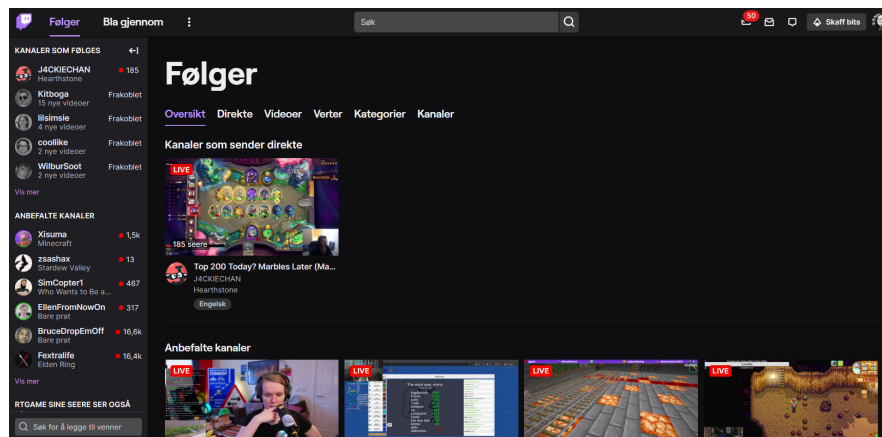 Følger
Bla gjennom
Søk
50
Skaff bits
KANALER SOM FØLGES
J4CKIECHAN
185
Hearthstone
Kitboga
Frakoblet
15 nye videoer
lilsimsie
Frakoblet
4 nye videoer
coollike
Frakoblet
2 nye videoer
WilburSoot
Frakoblet
2 nye videoer
Vis mer
ANBEFALTE KANALER
Xisuma
1,5k
Minecraft
zsashax
13
Stardew Valley
SimCopter1
467
Who Wants to Be a...
EllenFromNowOn
317
Bare prat
BruceDropEmOff
16,6k
Bare prat
Fextralife
16,4k
Elden Ring
Vis mer
RTGAME SINE SEERE SER OGSÅ
Søk for å legge til venner
Følger
Oversikt Direkte Videoer Verter Kategorier Kanaler
Kanaler som sender direkte
LIVE
185 seere
Top 200 Today? Marbles Later (Ma...
J4CKIECHAN
Hearthstone
Engelsk
Anbefalte kanaler
LIVE
LIVE
The word was: mince
LIVE
LIVE